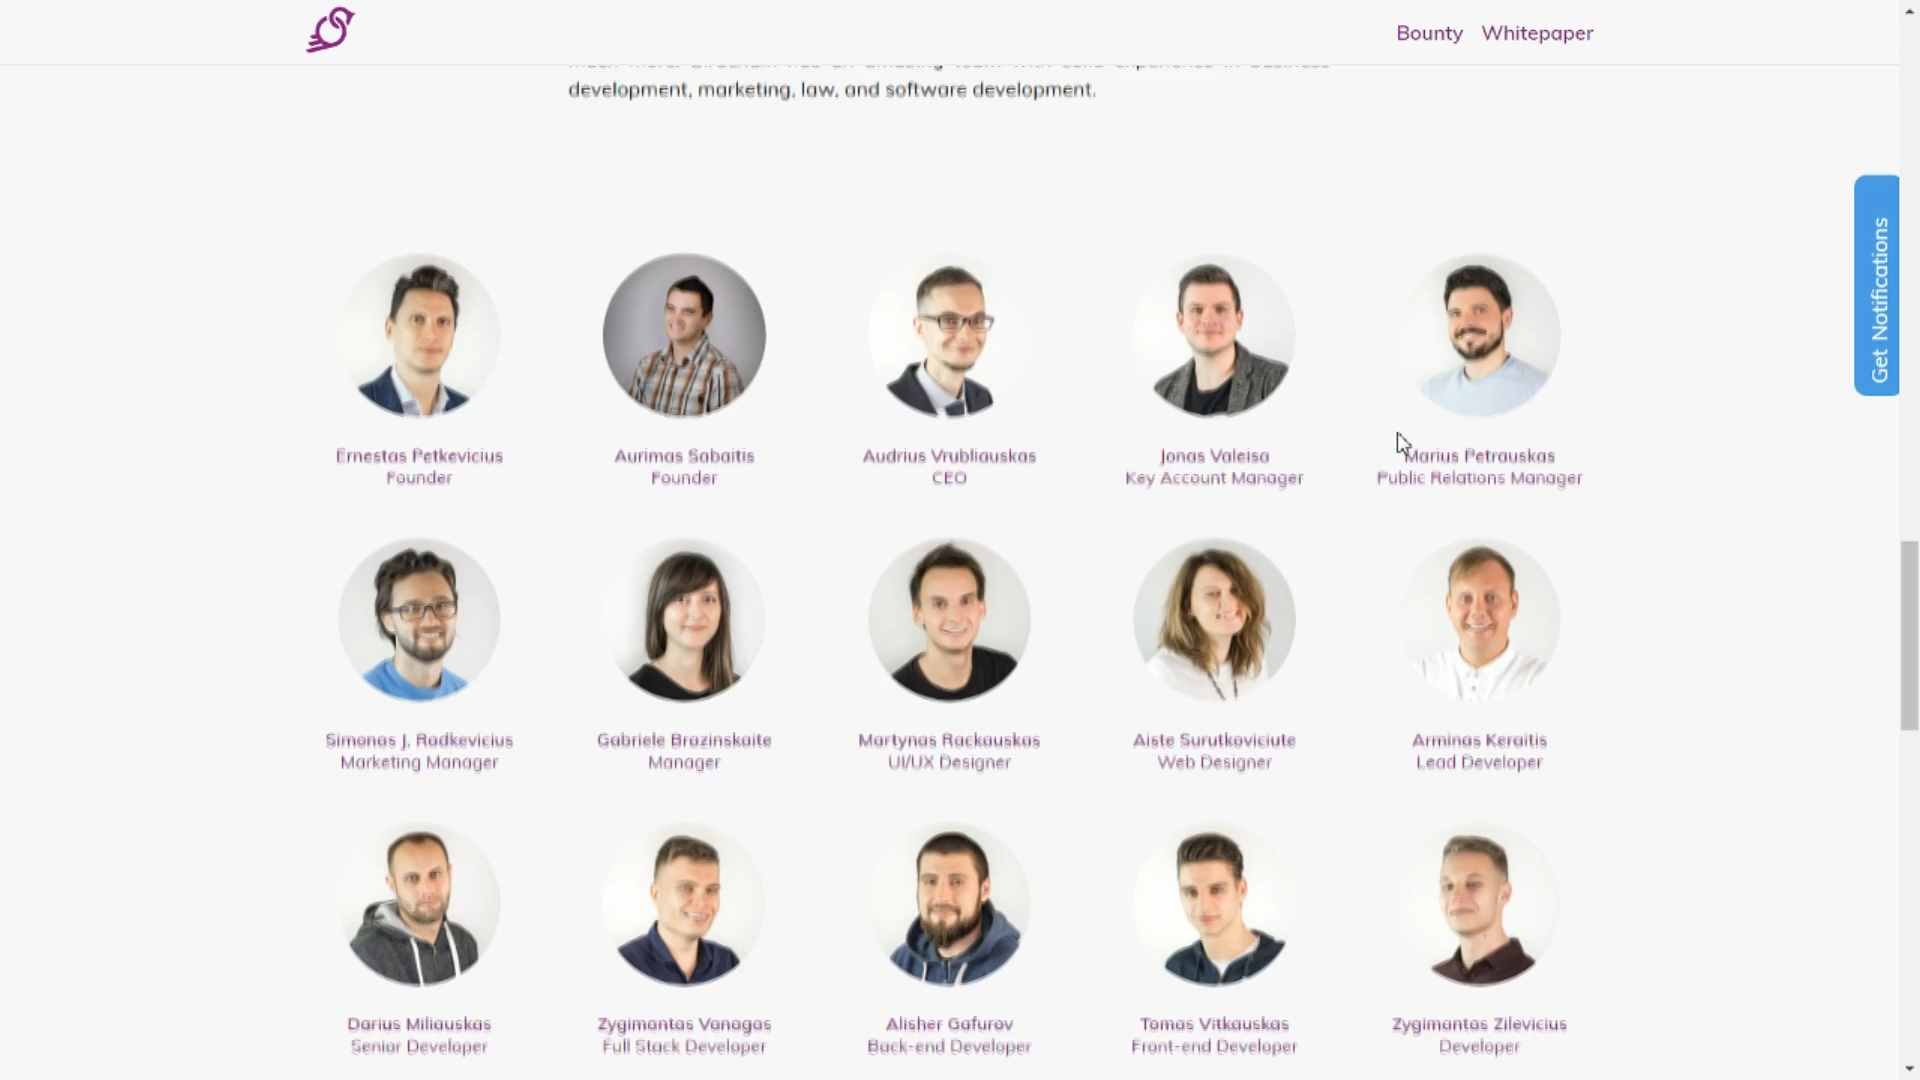 Bounty Whitepaper
development, marketing, law, and software development.
Get Notifications
Ernestas Petkevicius
Founder
Aurimas Sabaitis
Founder
Audrius Vrubliauskas
CEO
Jonas Valeisa
Key Account Manager
Marius Petrauskas
Public Relations Manager
Simonas J. Radkevicius
Marketing Manager
Gabriele Brazinskaite
Manager
Martynas Rackauskas
UI/UX Designer
Aiste Surutkoviciute
Web Designer
Arminas Keraitis
Lead Developer
Darius Miliauskas
Senior Developer
Zygimantas Vanagas
Full Stack Developer
Alisher Gafurov
Back-end Developer
Tomas Vitkauskas
Front-end Developer
Zygimantas Zilevicius
Developer